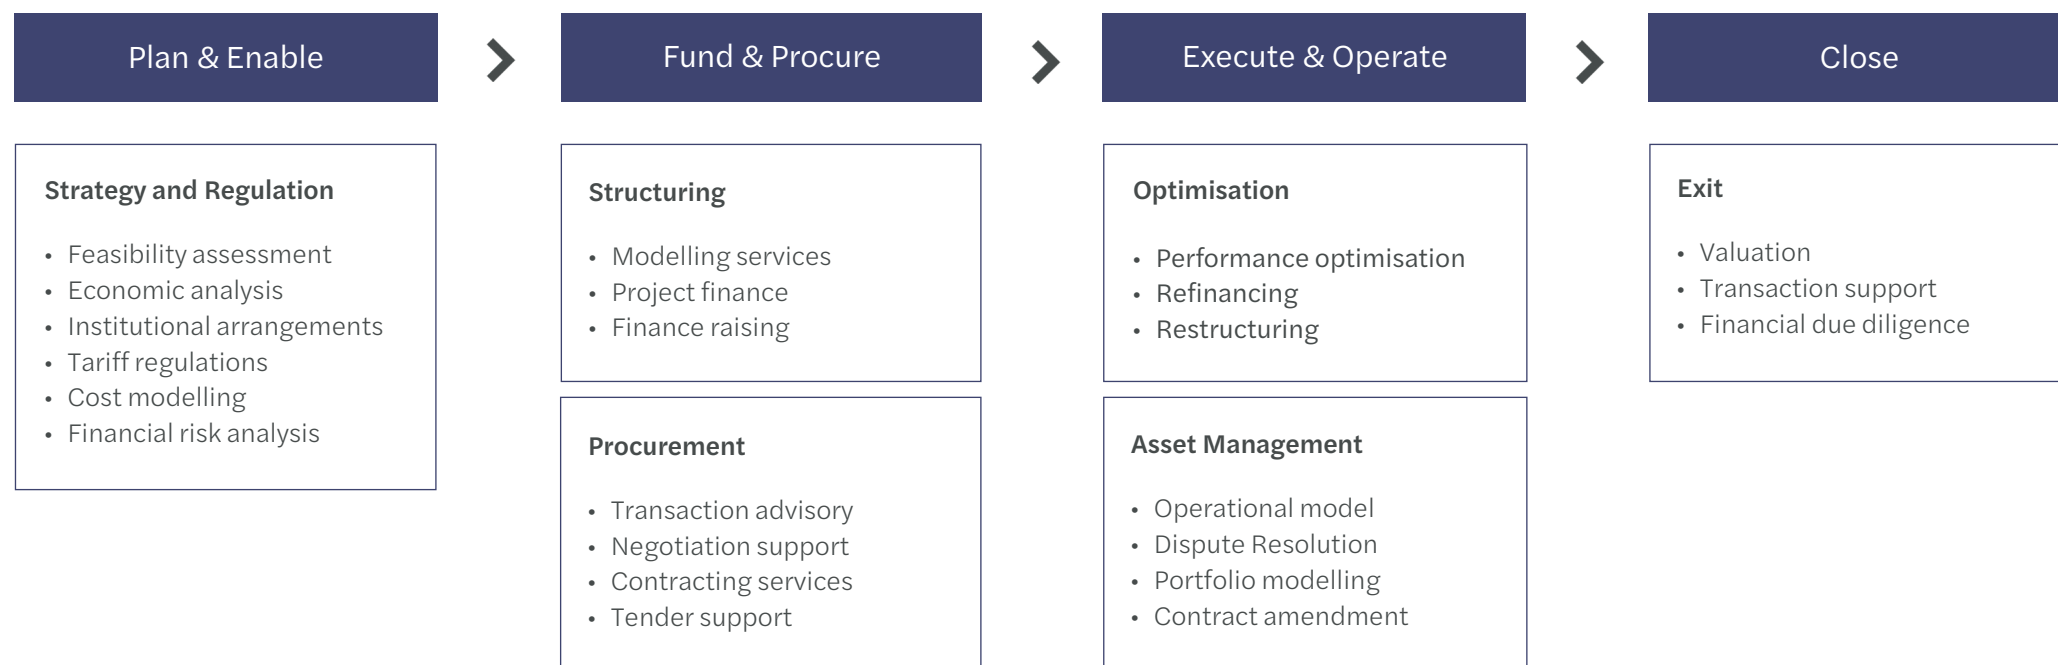 Plan & Enable
Fund & Procure
Execute & Operate
Close
Strategy and Regulation
• Feasibility assessment
• Economic analysis
• Institutional arrangements
• Tariff regulations
• Cost modelling
• Financial risk analysis
Structuring
• Modelling services
• Project finance
• Finance raising
Procurement
• Transaction advisory
• Negotiation support
• Contracting services
• Tender support
Optimisation
• Performance optimisation
• Refinancing
• Restructuring
Asset Management
• Operational model
• Dispute Resolution
• Portfolio modelling
• Contract amendment
Exit
• Valuation
• Transaction support
• Financial due diligence